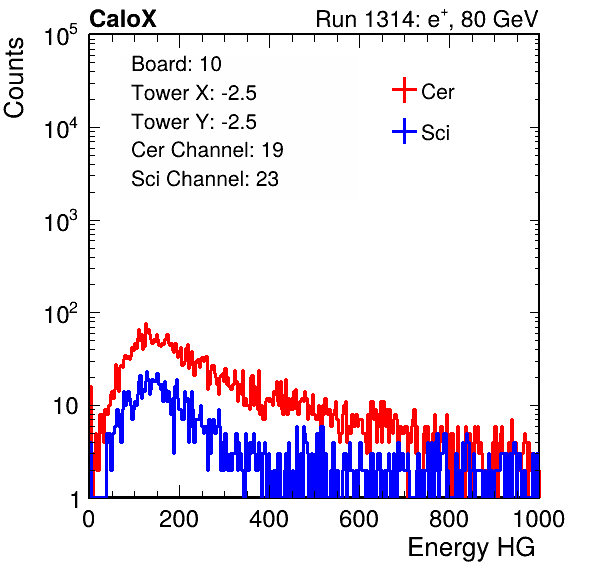 CaloX Run 1314: e⁺, 80 GeV
Counts
Board: 10
Tower X: -2.5
Tower Y: -2.5
Cer Channel: 19
Sci Channel: 23
Cer
Sci
10⁵
10⁴
10³
10²
10
1
0 200 400 600 800 1000
Energy HG